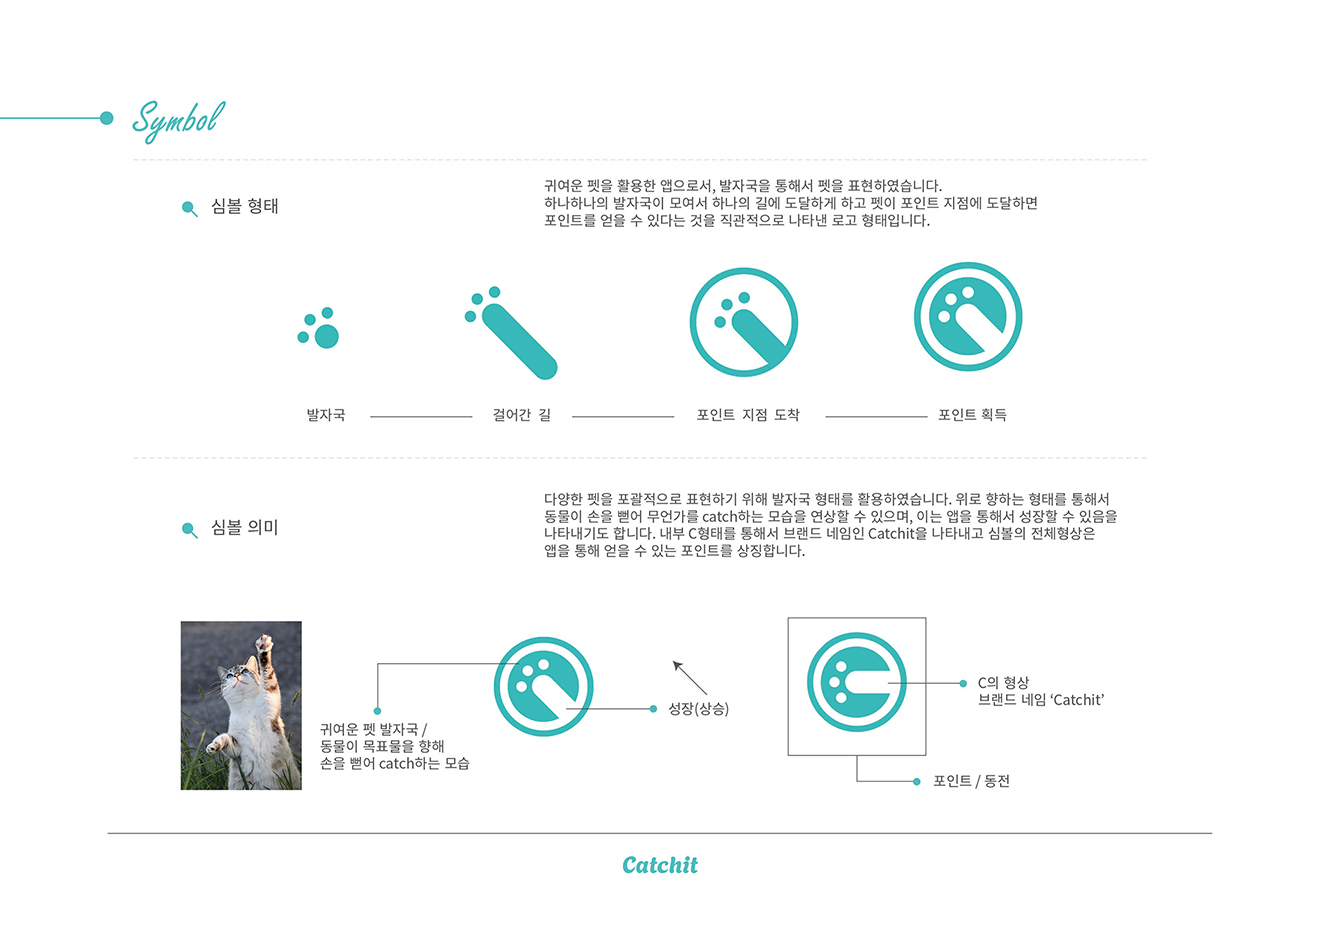 Symbol
심볼 형태
귀여운 펫을 활용한 앱으로서, 발자국을 통해서 펫을 표현하였습니다.
하나하나의 발자국이 모여서 하나의 길에 도달하게 하고 펫이 포인트 지점에 도달하면
포인트를 얻을 수 있다는 것을 직관적으로 나타낸 로고 형태입니다.
발자국
걸어간 길
포인트 지점 도착
포인트 획득
심볼 의미
다양한 펫을 포괄적으로 표현하기 위해 발자국 형태를 활용하였습니다. 위로 향하는 형태를 통해서
동물이 손을 뻗어 무언가를 catch하는 모습을 연상할 수 있으며, 이는 앱을 통해서 성장할 수 있음을
나타내기도 합니다. 내부 C형태를 통해서 브랜드 네임인 Catchit을 나타내고 심볼의 전체형상은
앱을 통해 얻을 수 있는 포인트를 상징합니다.
귀여운 펫 발자국 /
동물이 목표물을 향해
손을 뻗어 catch하는 모습
성장(상승)
C의 형상
브랜드 네임 ‘Catchit’
포인트 / 동전
Catchit